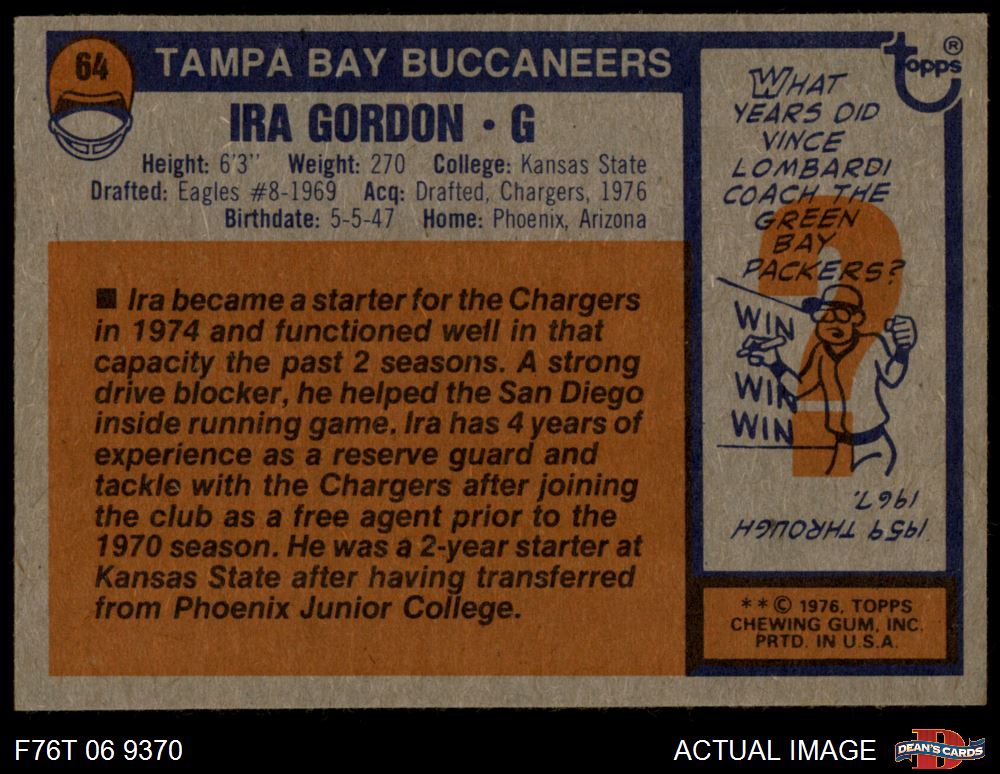 64
TAMPA BAY BUCCANEERS
IRA GORDON • G
Height: 6'3" Weight: 270 College: Kansas State
Drafted: Eagles #8-1969 Acq: Drafted, Chargers, 1976
Birthdate: 5-5-47 Home: Phoenix, Arizona
■ Ira became a starter for the Chargers
in 1974 and functioned well in that
capacity the past 2 seasons. A strong
drive blocker, he helped the San Diego
inside running game. Ira has 4 years of
experience as a reserve guard and
tackle with the Chargers after joining
the club as a free agent prior to the
1970 season. He was a 2-year starter at
Kansas State after having transferred
from Phoenix Junior College.
topps ®
WHAT
YEARS DID
VINCE
LOMBARDI
COACH THE
GREEN
BAY
PACKERS?
?
WIN
WIN
WIN
1959 THROUGH
1967.
**© 1976, TOPPS
CHEWING GUM, INC.
PRTD. IN U.S.A.
F76T 06 9370
ACTUAL IMAGE
D
DEAN'S CARDS